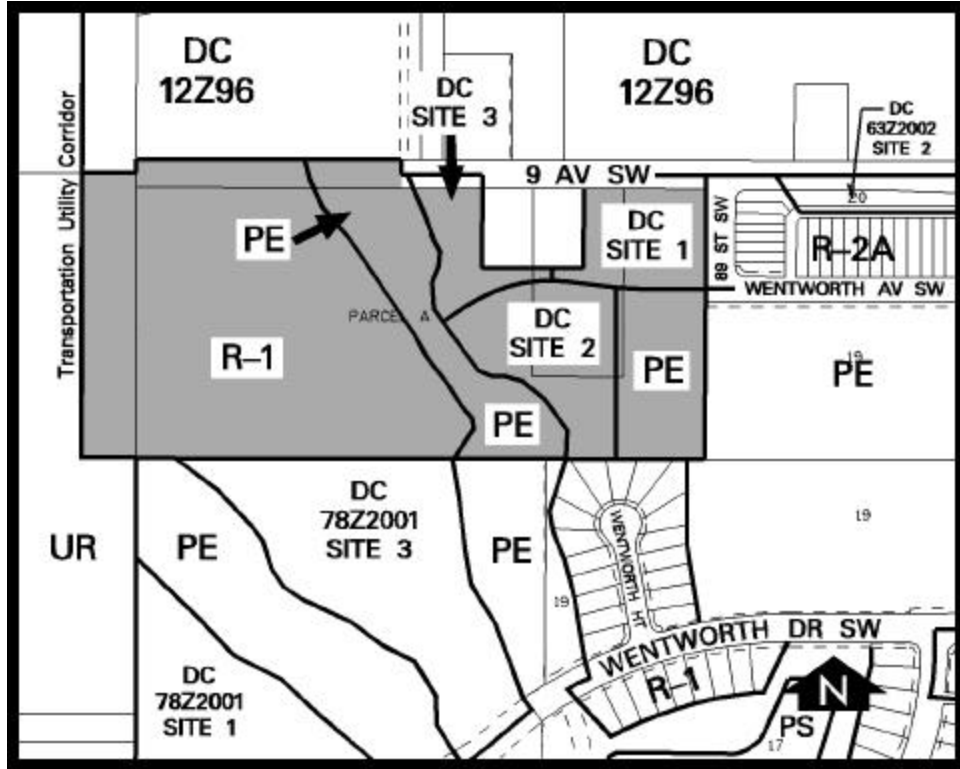 DC
12Z96
DC
SITE 3
DC
12Z96
DC
63Z2002
SITE 2
20
Transportation Utility Corridor
9 AV SW
PE
DC
SITE 1
89 ST SW
R-2A
WENTWORTH AV SW
PARCEL A
DC
SITE 2
R-1
PE
19
PE
PE
DC
78Z2001
SITE 3
UR
PE
PE
WENTWORTH HT
19
19
WENTWORTH DR SW
R-1
DC
78Z2001
SITE 1
N
PS
17